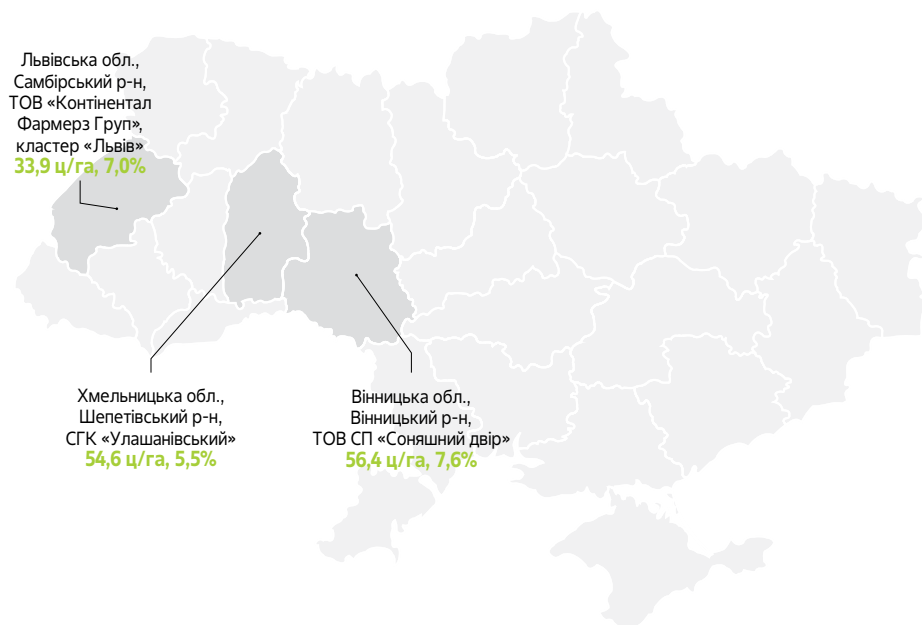 Львівська обл.,
Самбірський р-н,
ТОВ «Контінентал
Фармерз Груп»,
кластер «Львів»
33,9 ц/га, 7,0%
Хмельницька обл.,
Шепетівський р-н,
СГК «Улашанівський»
54,6 ц/га, 5,5%
Вінницька обл.,
Вінницький р-н,
ТОВ СП «Соняшний двір»
56,4 ц/га, 7,6%